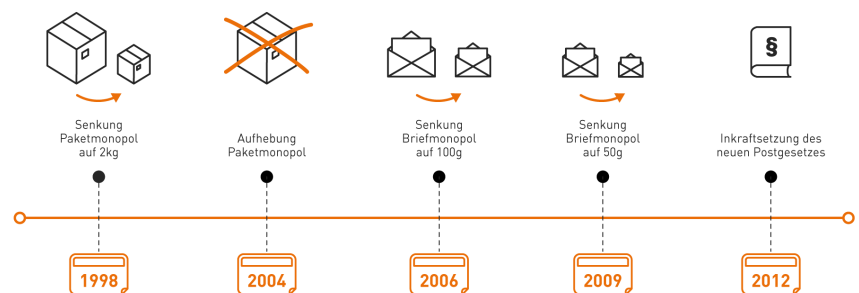 Senkung
Paketmonopol
auf 2kg
Aufhebung
Paketmonopol
Senkung
Briefmonopol
auf 100g
Senkung
Briefmonopol
auf 50g
§
Inkraftsetzung des
neuen Postgesetzes
1998
2004
2006
2009
2012